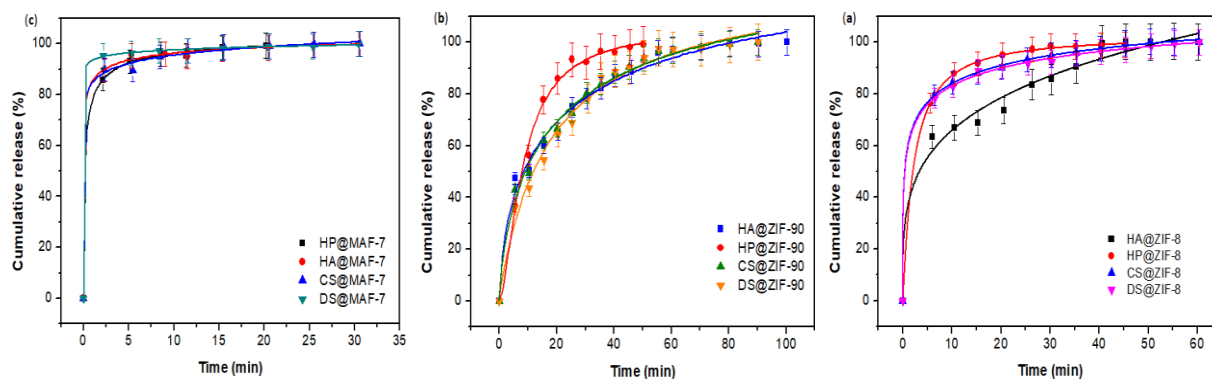 (c)
Cumulative release (%)
120
100
80
60
40
20
0
HP@MAF-7
HA@MAF-7
CS@MAF-7
DS@MAF-7
0 5 10 15 20 25 30 35
Time (min)
(b)
Cumulative release (%)
120
100
80
60
40
20
0
HA@ZIF-90
HP@ZIF-90
CS@ZIF-90
DS@ZIF-90
0 20 40 60 80 100
Time (min)
(a)
Cumulative release (%)
120
100
80
60
40
20
0
HA@ZIF-8
HP@ZIF-8
CS@ZIF-8
DS@ZIF-8
0 10 20 30 40 50 60
Time (min)